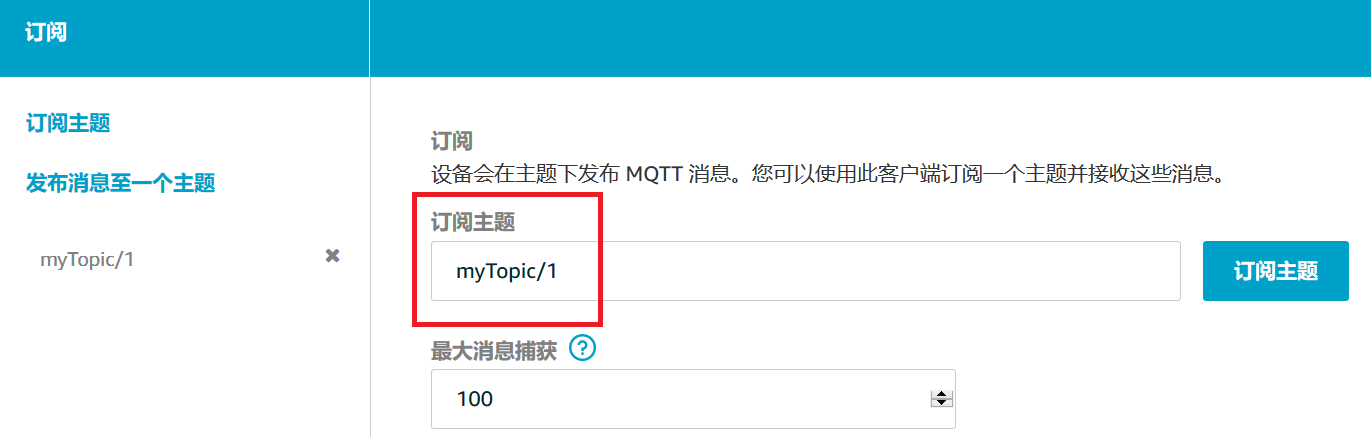 订阅
订阅主题
发布消息至一个主题
myTopic/1
订阅
设备会在主题下发布 MQTT 消息。您可以使用此客户端订阅一个主题并接收这些消息。
订阅主题
myTopic/1
订阅主题
最大消息捕获 ?
100